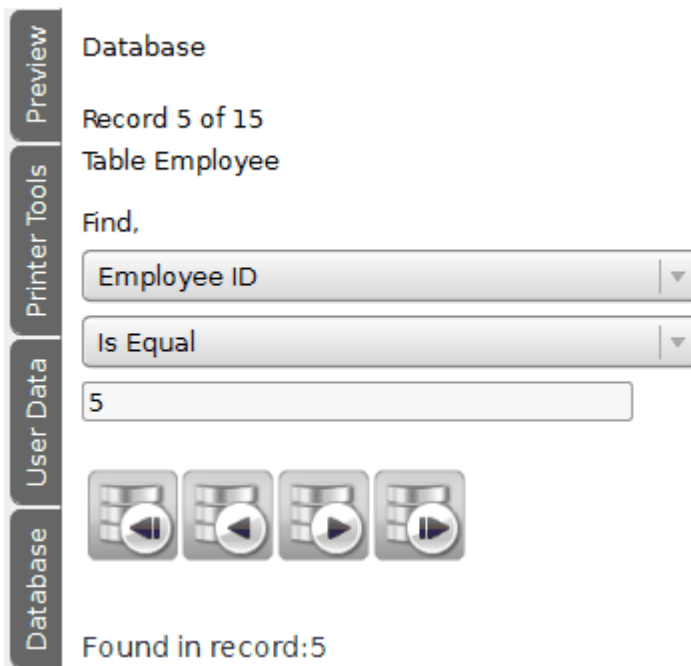 Preview
Printer Tools
User Data
Database
Database
Record 5 of 15
Table Employee
Find,
Employee ID
Is Equal
5
Found in record:5